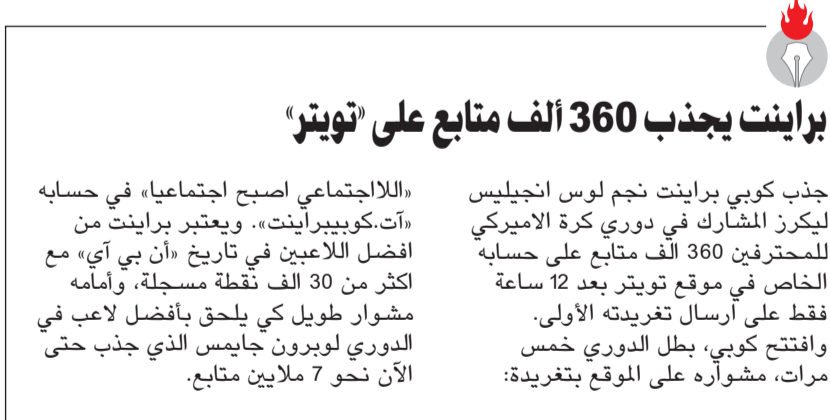 براينت يجذب 360 ألف متابع على «تويتر»
جذب كوبي براينت نجم لوس انجيليس
ليكرز المشارك في دوري كرة الاميركي
للمحترفين 360 الف متابع على حسابه
الخاص في موقع تويتر بعد 12 ساعة
فقط على ارسال تغريدته الأولى.
وافتتح كوبي، بطل الدوري خمس
مرات، مشواره على الموقع بتغريدة:
«اللااجتماعي اصبح اجتماعيا» في حسابه
«آت.كوبيبراينت». ويعتبر براينت من
افضل اللاعبين في تاريخ «أن بي آي» مع
اكثر من 30 الف نقطة مسجلة، وأمامه
مشوار طويل كي يلحق بأفضل لاعب في
الدوري لوبرون جايمس الذي جذب حتى
الآن نحو 7 ملايين متابع.